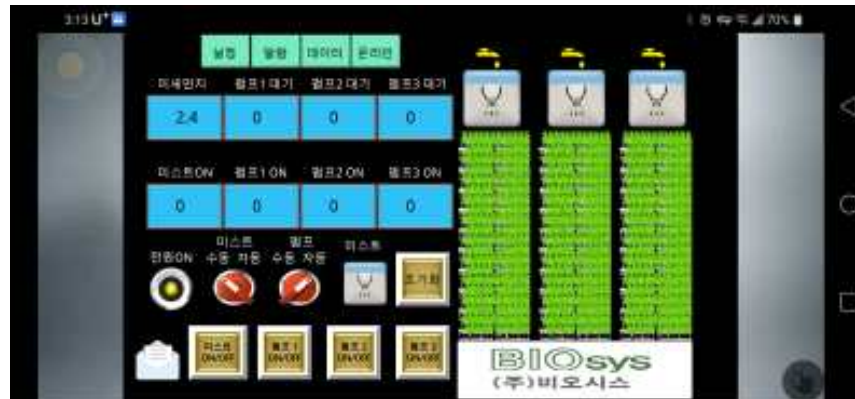 3:13 U+
70%
설정 알람 데이터 온라인
미세먼지 펌프1 대기 펌프2 대기 펌프3 대기
2.4 0 0 0
미스트ON 펌프1 ON 펌프2 ON 펌프3 ON
0 0 0 0
미스트 펌프 미스트
전원ON 수동 자동 수동 자동
초기화
미스트 펌프 1 펌프 2 펌프 3
ON/OFF ON/OFF ON/OFF ON/OFF
BIOsys
(주)비오시스